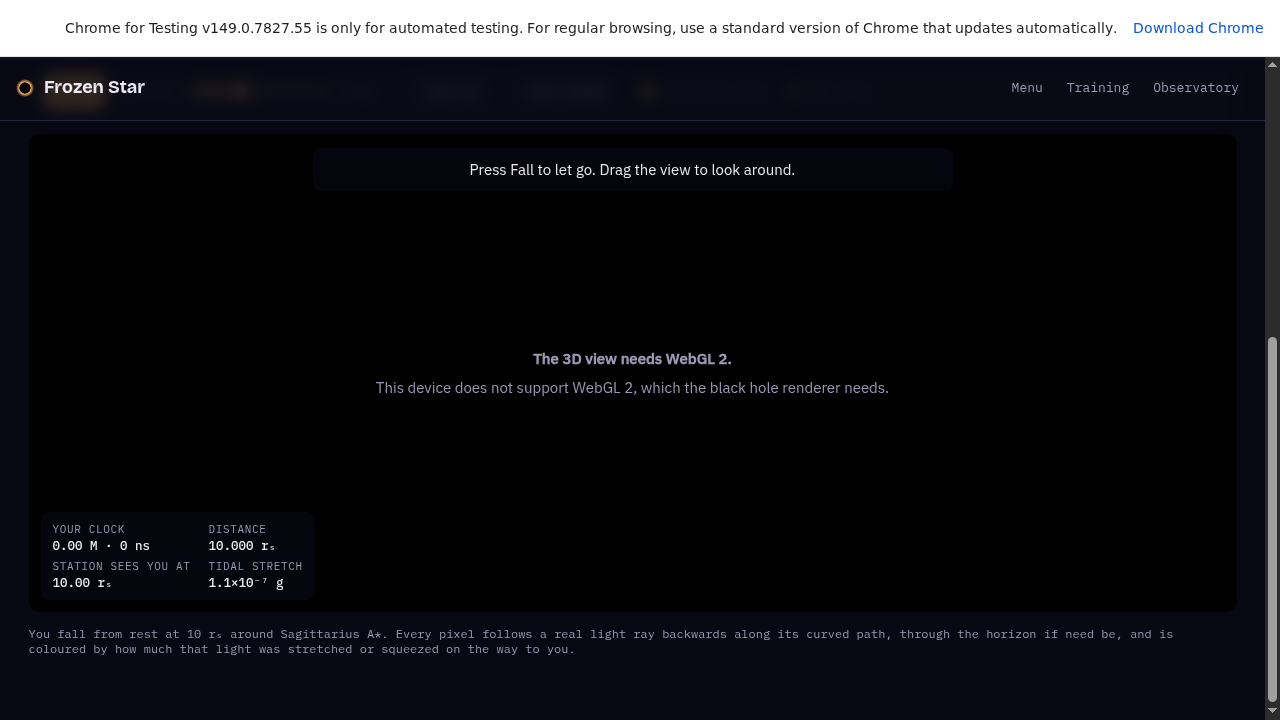 Chrome for Testing v149.0.7827.55 is only for automated testing. For regular browsing, use a standard version of Chrome that updates automatically. Download Chrome
Frozen Star
Menu Training Observatory
Press Fall to let go. Drag the view to look around.
The 3D view needs WebGL 2.
This device does not support WebGL 2, which the black hole renderer needs.
YOUR CLOCK DISTANCE
0.00 M · 0 ns 10.000 rₛ
STATION SEES YOU AT TIDAL STRETCH
10.00 rₛ 1.1×10⁻⁷ g
You fall from rest at 10 rₛ around Sagittarius A★. Every pixel follows a real light ray backwards along its curved path, through the horizon if need be, and is
coloured by how much that light was stretched or squeezed on the way to you.